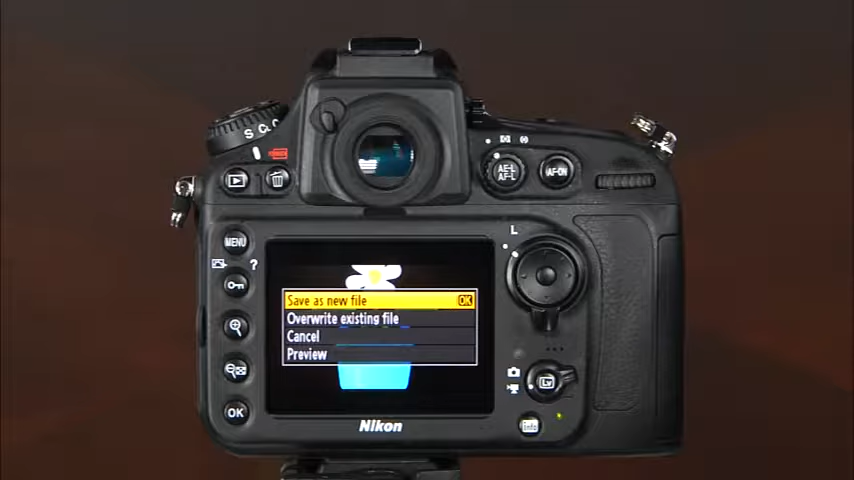 S CL C
AE-L
AF-L
AF-ON
L
MENU
?
Save as new file OK
Overwrite existing file
Cancel
Preview
Lv
OK
Nikon
info